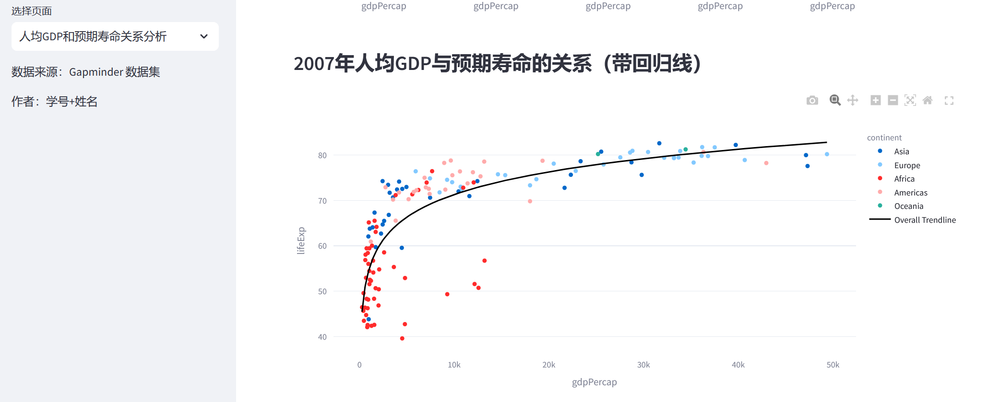 选择页面
人均GDP和预期寿命关系分析
数据来源：Gapminder 数据集
作者：学号+姓名
gdpPercap gdpPercap gdpPercap gdpPercap gdpPercap
2007年人均GDP与预期寿命的关系（带回归线）
continent
Asia
Europe
Africa
Americas
Oceania
Overall Trendline
lifeExp
80
70
60
50
40
0 10k 20k 30k 40k 50k
gdpPercap